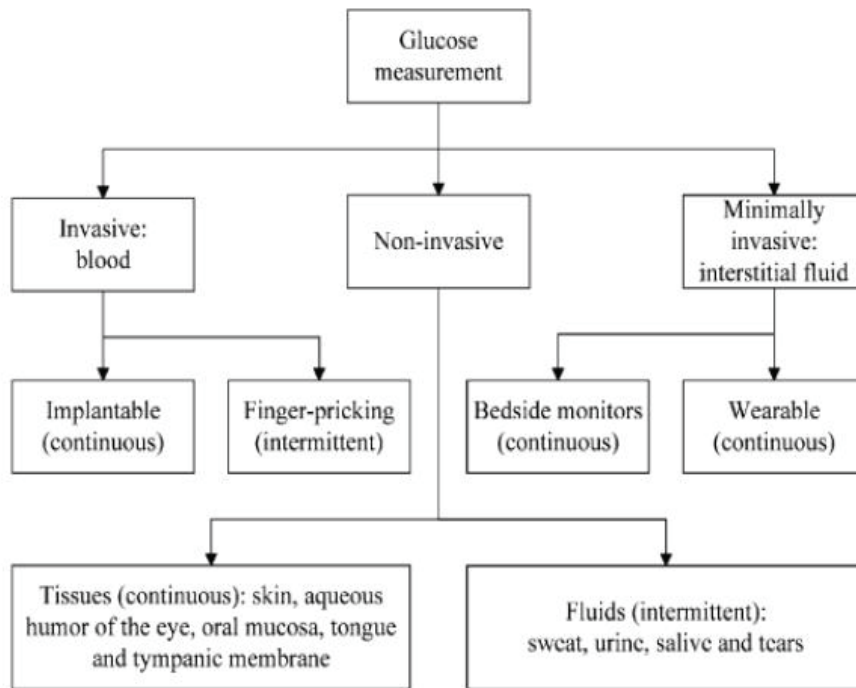 Glucose
measurement
Invasive:
blood
Non-invasive
Minimally
invasive:
interstitial fluid
Implantable
(continuous)
Finger-pricking
(intermittent)
Bedside monitors
(continuous)
Wearable
(continuous)
Tissues (continuous): skin, aqueous
humor of the eye, oral mucosa, tongue
and tympanic membrane
Fluids (intermittent):
sweat, urine, salive and tears